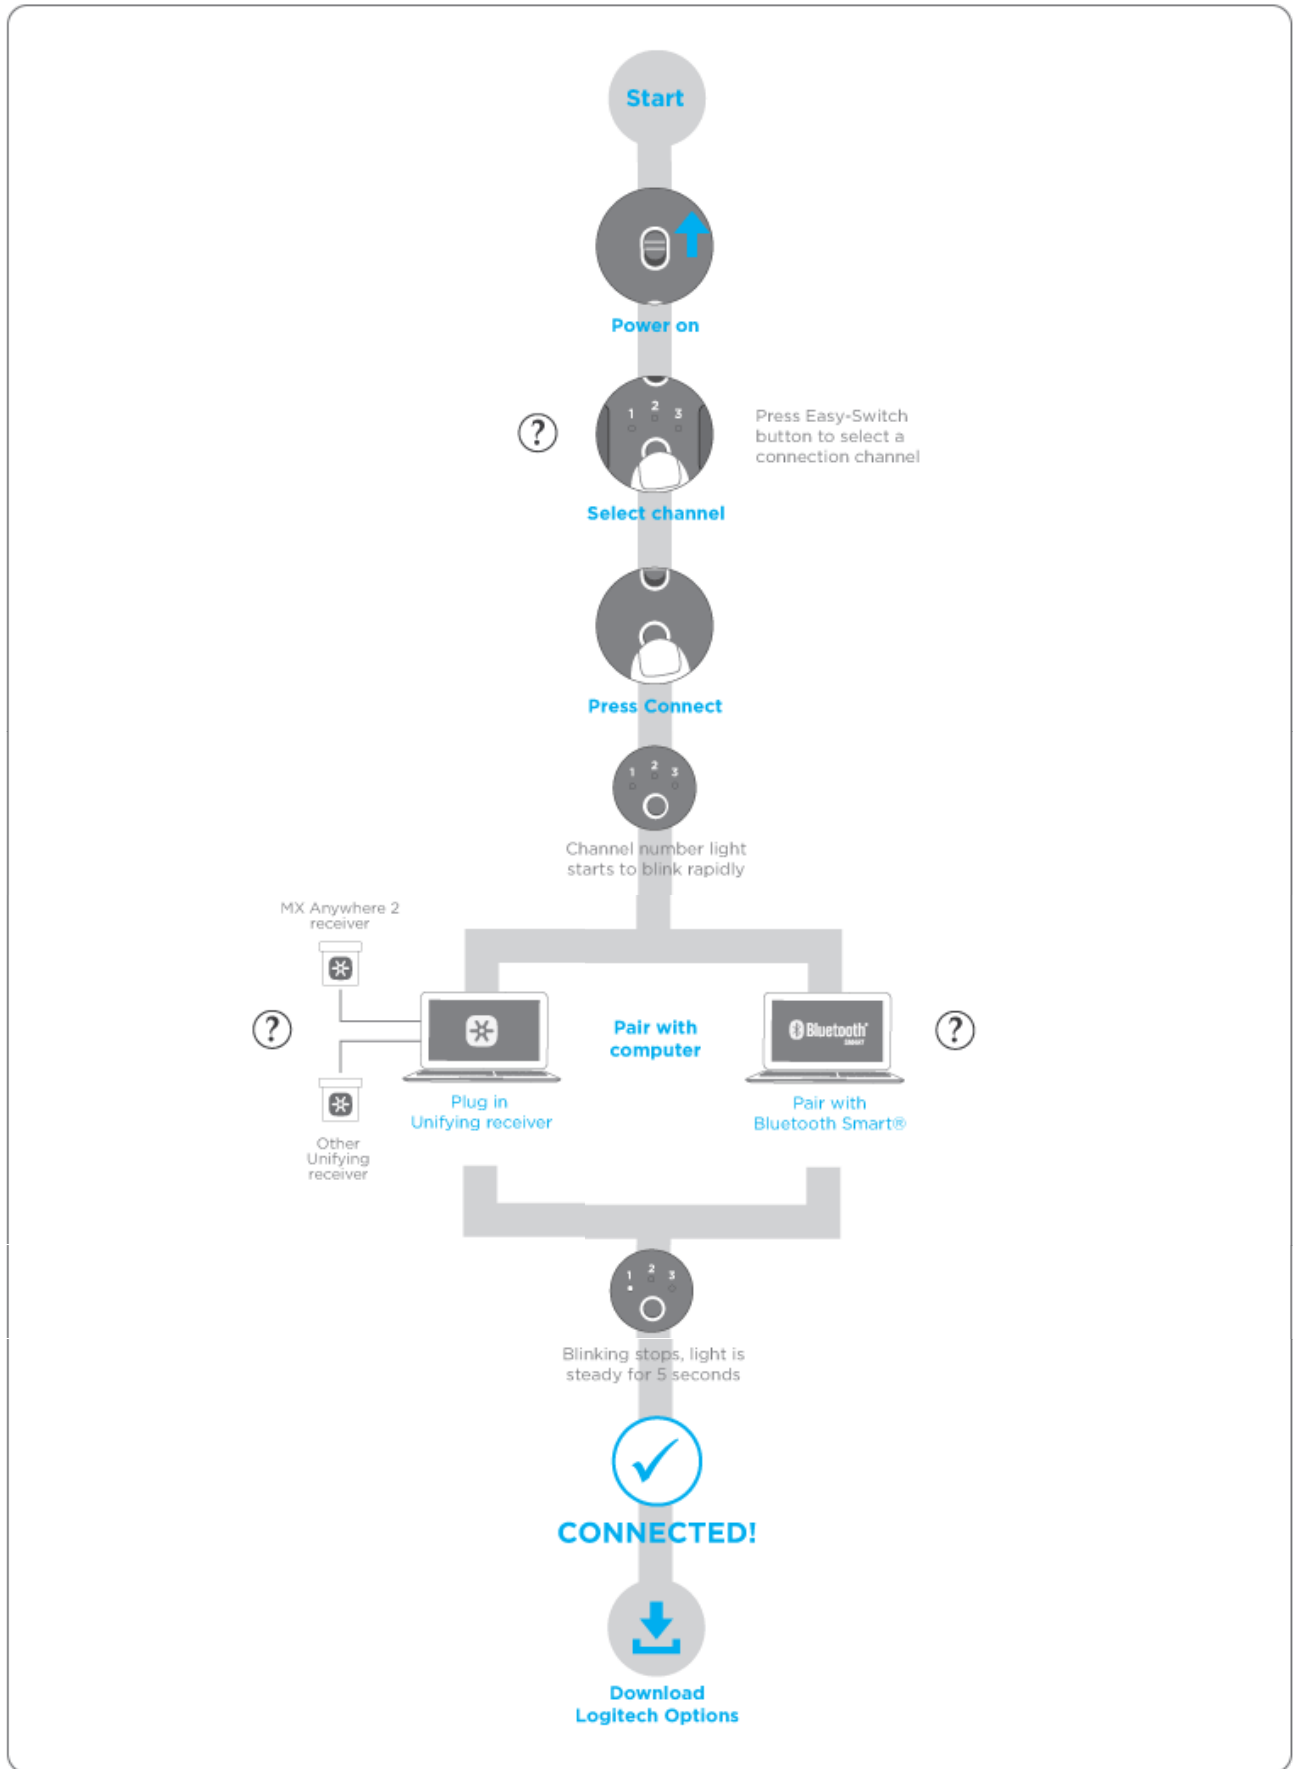 Start
Power on
1 2 3
?
Press Easy-Switch
button to select a
connection channel
Select channel
Press Connect
1 2 3
Channel number light
starts to blink rapidly
MX Anywhere 2
receiver
?
Pair with
computer
Bluetooth®
SMART
?
Plug in
Unifying receiver
Pair with
Bluetooth Smart®
Other
Unifying
receiver
1 2 3
Blinking stops, light is
steady for 5 seconds
CONNECTED!
Download
Logitech Options